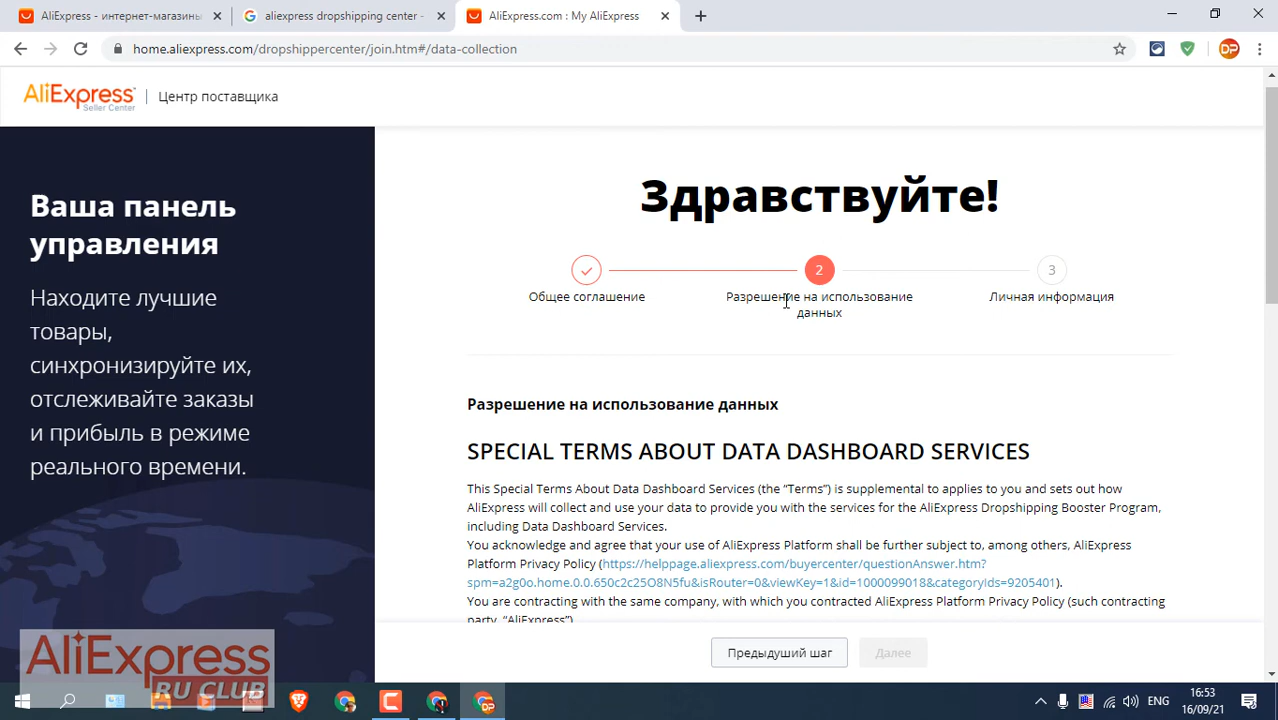 AliExpress - интернет-магазины
aliexpress dropshipping center -
AliExpress.com : My AliExpress
home.aliexpress.com/dropshippercenter/join.htm#/data-collection
DP
AliExpress
Seller Center
Центр поставщика
Ваша панель
управления
Находите лучшие
товары,
синхронизируйте их,
отслеживайте заказы
и прибыль в режиме
реального времени.
Здравствуйте!
2
3
Общее соглашение
Разрешение на использование
данных
Личная информация
Разрешение на использование данных
SPECIAL TERMS ABOUT DATA DASHBOARD SERVICES
This Special Terms About Data Dashboard Services (the “Terms”) is supplemental to applies to you and sets out how
AliExpress will collect and use your data to provide you with the services for the AliExpress Dropshipping Booster Program,
including Data Dashboard Services.
You acknowledge and agree that your use of AliExpress Platform shall be further subject to, among others, AliExpress
Platform Privacy Policy (https://helppage.aliexpress.com/buyercenter/questionAnswer.htm?
spm=a2g0o.home.0.0.650c2c25O8N5fu&isRouter=0&viewKey=1&id=1000099018&categoryIds=9205401).
You are contracting with the same company, with which you contracted AliExpress Platform Privacy Policy (such contracting
party, “AliExpress”)
Предыдущий шаг
Далее
AliExpress
RU CLUB
DP
ENG
16:53
16/09/21